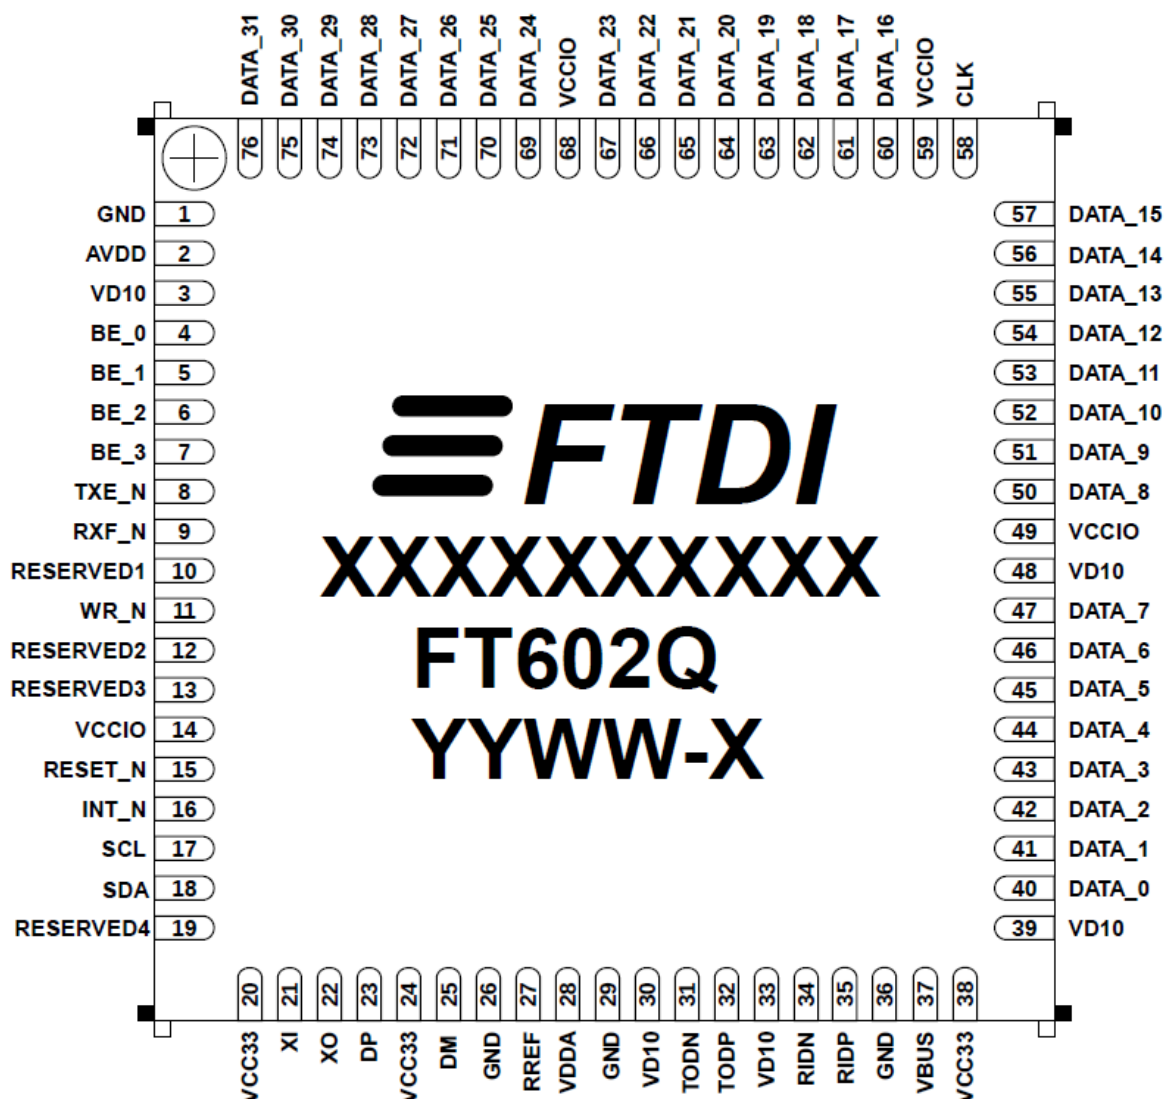 DATA_31 DATA_30 DATA_29 DATA_28 DATA_27 DATA_26 DATA_25 DATA_24 VCCIO DATA_23 DATA_22 DATA_21 DATA_20 DATA_19 DATA_18 DATA_17 DATA_16 VCCIO CLK
76 75 74 73 72 71 70 69 68 67 66 65 64 63 62 61 60 59 58
GND 1 57 DATA_15
AVDD 2 56 DATA_14
VD10 3 55 DATA_13
BE_0 4 54 DATA_12
BE_1 5 53 DATA_11
BE_2 6 52 DATA_10
BE_3 7 51 DATA_9
TXE_N 8 50 DATA_8
RXF_N 9 49 VCCIO
RESERVED1 10 48 VD10
WR_N 11 47 DATA_7
RESERVED2 12 46 DATA_6
RESERVED3 13 45 DATA_5
VCCIO 14 44 DATA_4
RESET_N 15 43 DATA_3
INT_N 16 42 DATA_2
SCL 17 41 DATA_1
SDA 18 40 DATA_0
RESERVED4 19 39 VD10
FTDI
XXXXXXXXXX
FT602Q
YYWW-X
20 21 22 23 24 25 26 27 28 29 30 31 32 33 34 35 36 37 38
VCC33 XI XO DP VCC33 DM GND RREF VDDA GND VD10 TODN TODP VD10 RIDN RIDP GND VBUS VCC33